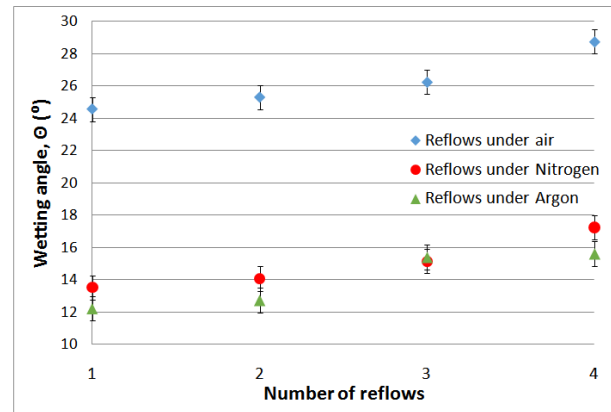 30
28
26
24
22
20
18
16
14
12
10
Wetting angle, Θ (º)
Reflows under air
Reflows under Nitrogen
Reflows under Argon
1 2 3 4
Number of reflows